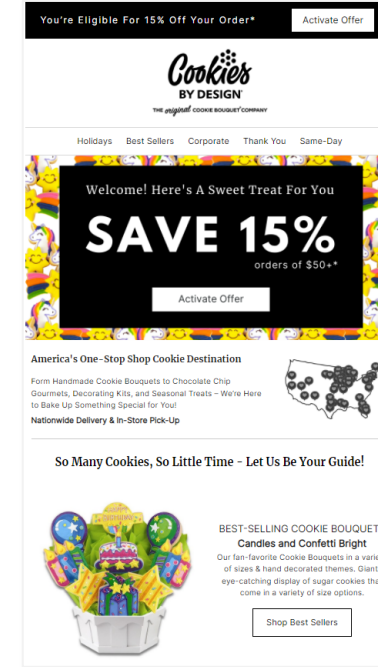 You're Eligible For 15% Off Your Order*
Activate Offer
Cookies
BY DESIGN®
THE original COOKIE BOUQUET COMPANY
Holidays Best Sellers Corporate Thank You Same-Day
Welcome! Here's A Sweet Treat For You
SAVE 15%
orders of $50+*
Activate Offer
America's One-Stop Shop Cookie Destination
Form Handmade Cookie Bouquets to Chocolate Chip
Gourmets, Decorating Kits, and Seasonal Treats – We're Here
to Bake Up Something Special for You!
Nationwide Delivery & In-Store Pick-Up
So Many Cookies, So Little Time - Let Us Be Your Guide!
HAPPY
BIRTHDAY
BEST-SELLING COOKIE BOUQUET
Candles and Confetti Bright
Our fan-favorite Cookie Bouquets in a varie
of sizes & hand decorated themes. Giant
eye-catching display of sugar cookies tha
come in a variety of size options.
Shop Best Sellers